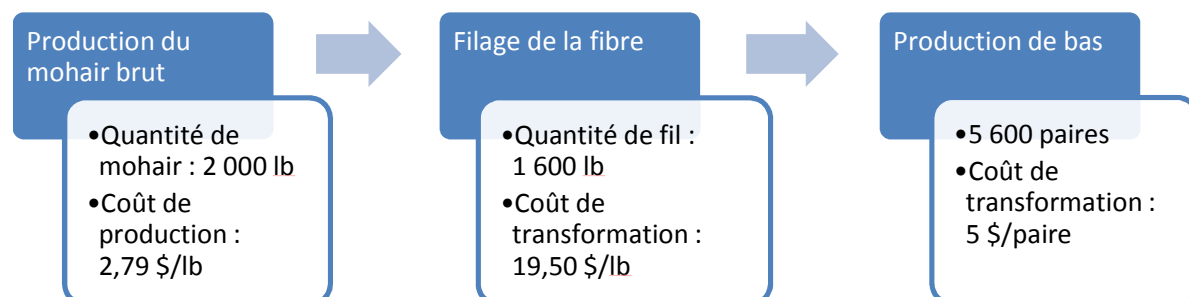 Production du
mohair brut
•Quantité de
mohair : 2 000 lb
•Coût de
production :
2,79 $/lb
Filage de la fibre
•Quantité de fil :
1 600 lb
•Coût de
transformation :
19,50 $/lb
Production de bas
•5 600 paires
•Coût de
transformation :
5 $/paire